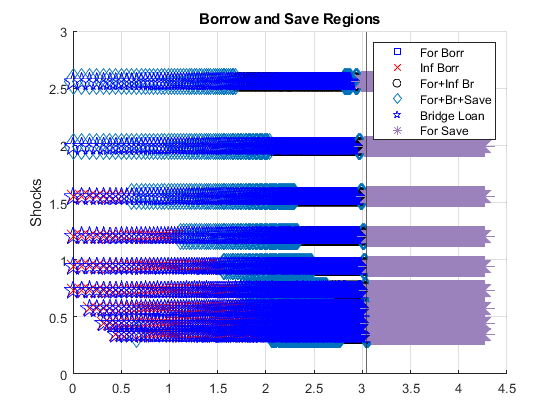 Borrow and Save Regions
3
2.5
2
1.5
1
0.5
0
Shocks
For Borr
Inf Borr
For+Inf Br
For+Br+Save
Bridge Loan
For Save
0 0.5 1 1.5 2 2.5 3 3.5 4 4.5